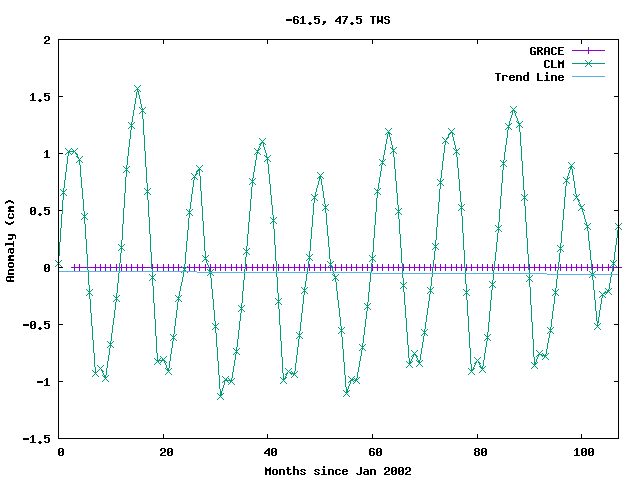 -61.5, 47.5 TWS
GRACE
CLM
Trend Line
2
1.5
1
0.5
0
-0.5
-1
-1.5
Anomaly (cm)
0 20 40 60 80 100
Months since Jan 2002